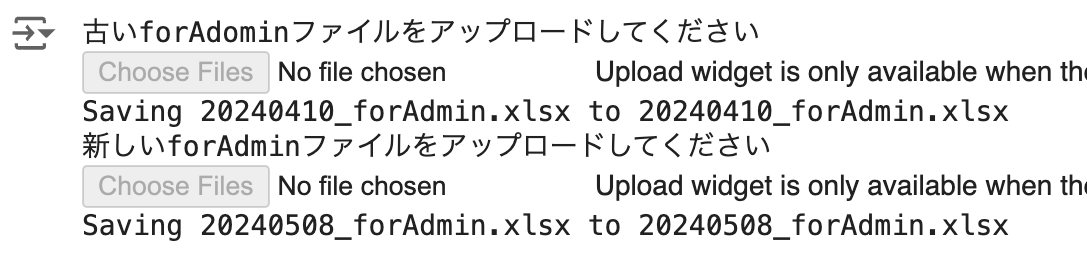 古いforAdominファイルをアップロードしてください
Choose Files No file chosen Upload widget is only available when the
Saving 20240410_forAdmin.xlsx to 20240410_forAdmin.xlsx
新しいforAdminファイルをアップロードしてください
Choose Files No file chosen Upload widget is only available when the
Saving 20240508_forAdmin.xlsx to 20240508_forAdmin.xlsx